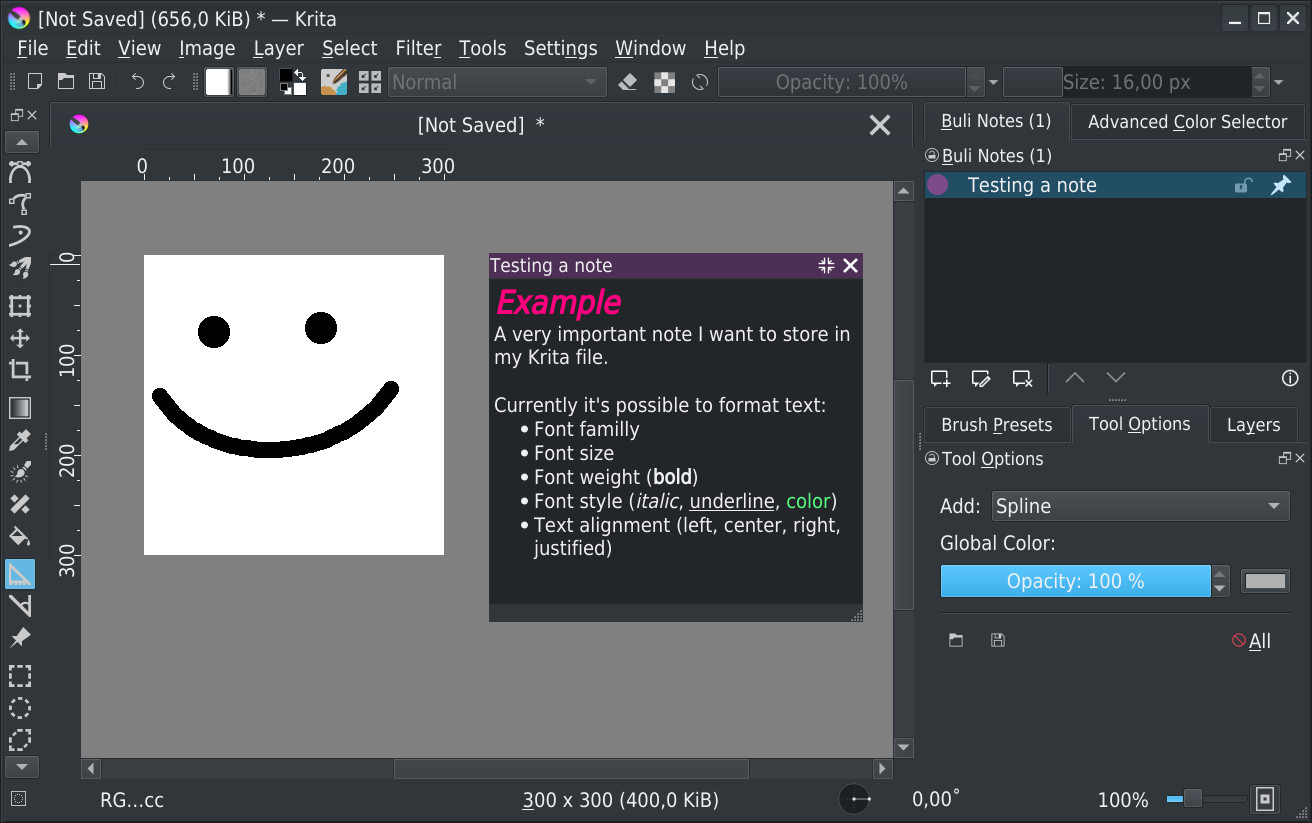 [Not Saved] (656,0 KiB) * — Krita
File Edit View Image Layer Select Filter Tools Settings Window Help
Normal Opacity: 100% Size: 16,00 px
[Not Saved] *
0 100 200 300
0
100
200
300
Testing a note
Example
A very important note I want to store in
my Krita file.
Currently it's possible to format text:
• Font familly
• Font size
• Font weight (bold)
• Font style (italic, underline, color)
• Text alignment (left, center, right,
justified)
Buli Notes (1) Advanced Color Selector
Buli Notes (1)
Testing a note
Brush Presets Tool Options Layers
Tool Options
Add: Spline
Global Color:
Opacity: 100 %
All
RG...cc 300 x 300 (400,0 KiB) 0,00° 100%